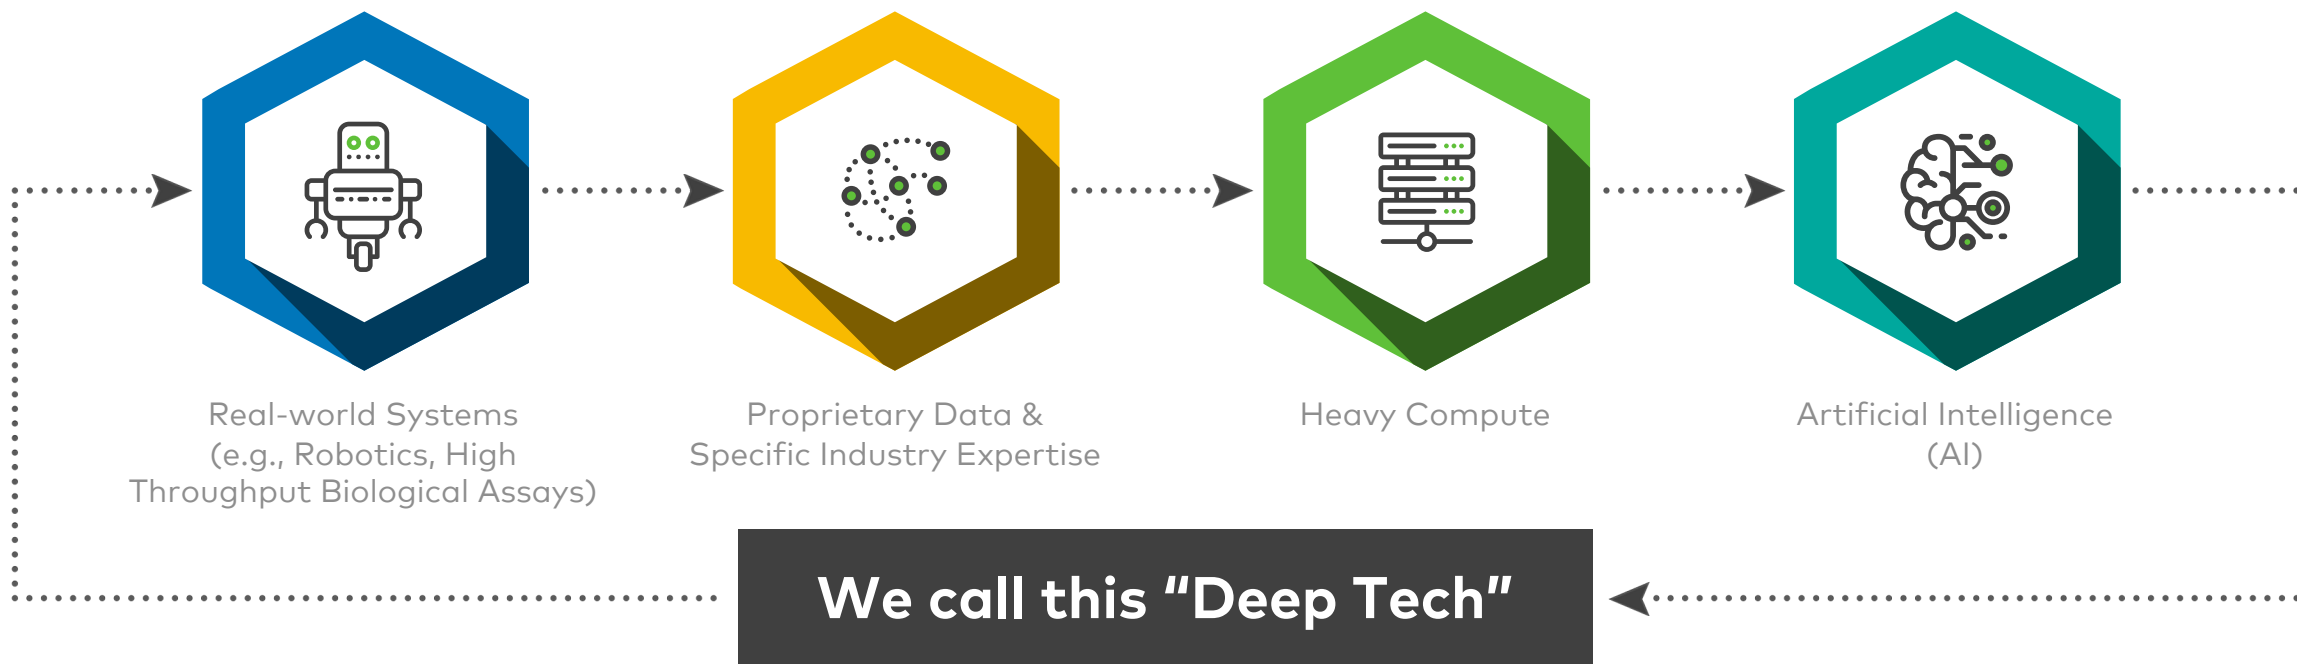 Real-world Systems
(e.g., Robotics, High
Throughput Biological Assays)
Proprietary Data &
Specific Industry Expertise
Heavy Compute
Artificial Intelligence
(AI)
We call this “Deep Tech”